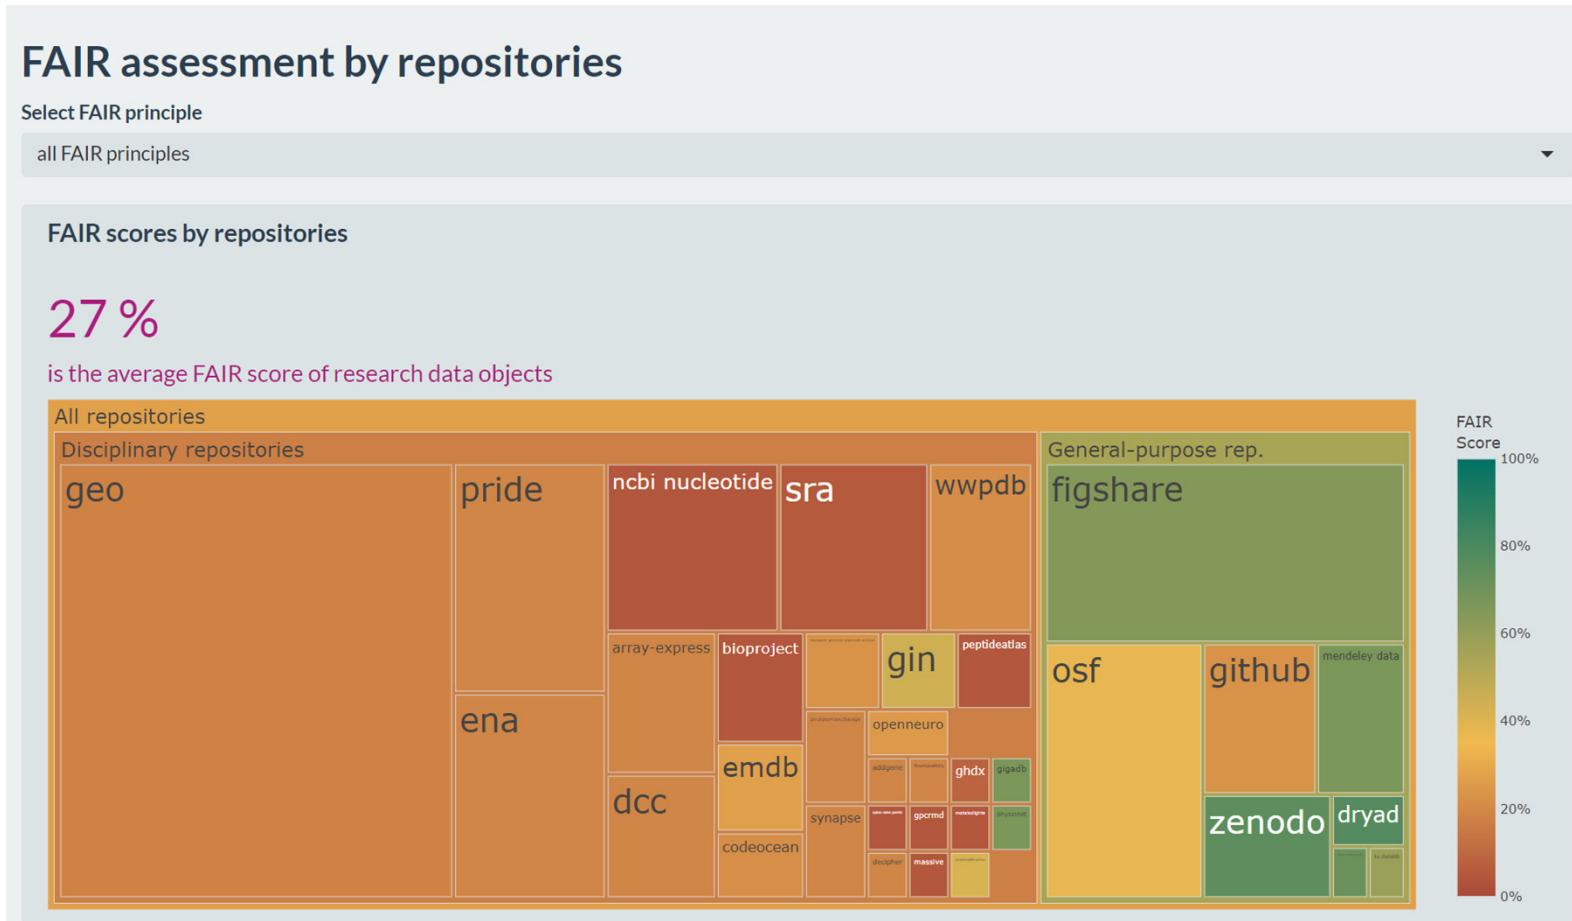 FAIR assessment by repositories
Select FAIR principle
all FAIR principles
FAIR scores by repositories
27 %
is the average FAIR score of research data objects
All repositories
Disciplinary repositories
General-purpose rep.
geo
pride
ncbi nucleotide
sra
wwpdb
figshare
array-express
bioproject
gin
peptideatlas
osf
github
mendeley data
ena
openneuro
emdb
addgene
ghdx
gigadb
dcc
synapse
gpcrmd
metabolights
physionet
zenodo
dryad
codeocean
decipher
massive
FAIR
Score
100%
80%
60%
40%
20%
0%